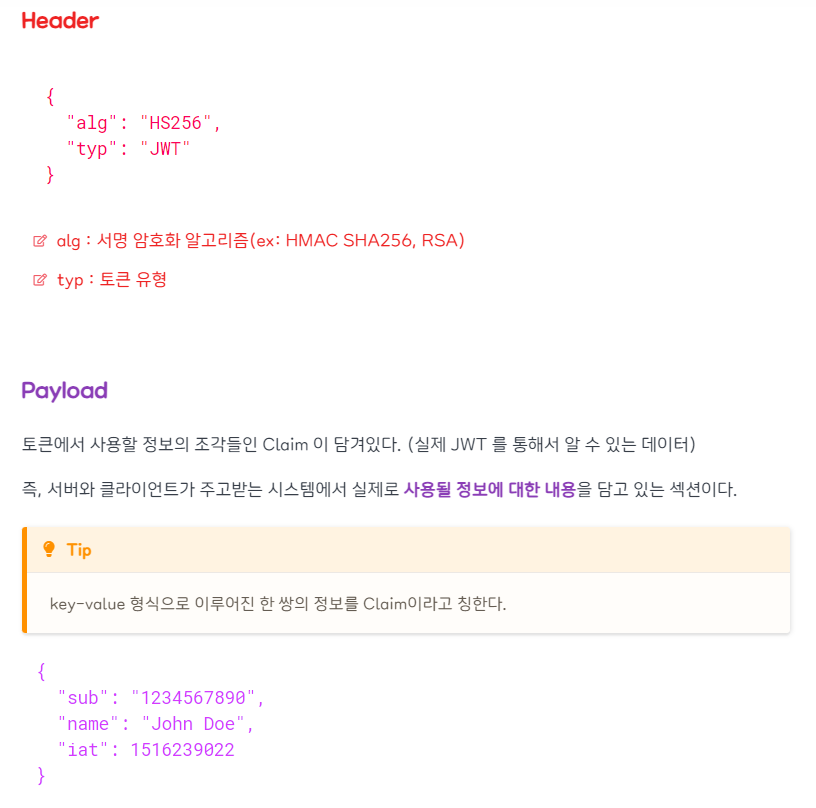 Header
{
"alg": "HS256",
"typ": "JWT"
}
alg : 서명 암호화 알고리즘(ex: HMAC SHA256, RSA)
typ : 토큰 유형
Payload
토큰에서 사용할 정보의 조각들인 Claim 이 담겨있다. (실제 JWT 를 통해서 알 수 있는 데이터)
즉, 서버와 클라이언트가 주고받는 시스템에서 실제로 사용될 정보에 대한 내용을 담고 있는 섹션이다.
Tip
key-value 형식으로 이루어진 한 쌍의 정보를 Claim이라고 칭한다.
{
"sub": "1234567890",
"name": "John Doe",
"iat": 1516239022
}